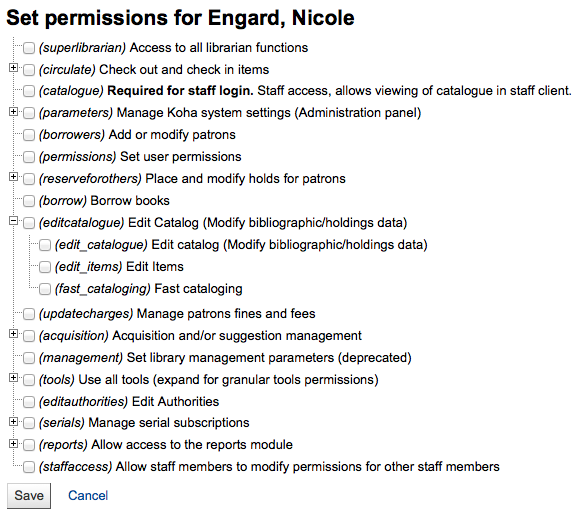 Set permissions for Engard, Nicole
(superlibrarian) Access to all librarian functions
(circulate) Check out and check in items
(catalogue) Required for staff login. Staff access, allows viewing of catalogue in staff client.
(parameters) Manage Koha system settings (Administration panel)
(borrowers) Add or modify patrons
(permissions) Set user permissions
(reserveforothers) Place and modify holds for patrons
(borrow) Borrow books
(editcatalogue) Edit Catalog (Modify bibliographic/holdings data)
(edit_catalogue) Edit catalog (Modify bibliographic/holdings data)
(edit_items) Edit Items
(fast_cataloging) Fast cataloging
(updatecharges) Manage patrons fines and fees
(acquisition) Acquisition and/or suggestion management
(management) Set library management parameters (deprecated)
(tools) Use all tools (expand for granular tools permissions)
(editauthorities) Edit Authorities
(serials) Manage serial subscriptions
(reports) Allow access to the reports module
(staffaccess) Allow staff members to modify permissions for other staff members
Save Cancel